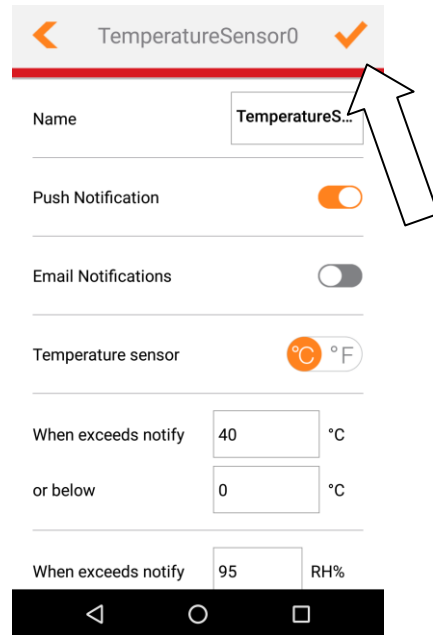 TemperatureSensor0
Name TemperatureS...
Push Notification
Email Notifications
Temperature sensor °C °F
When exceeds notify 40 °C
or below 0 °C
When exceeds notify 95 RH%